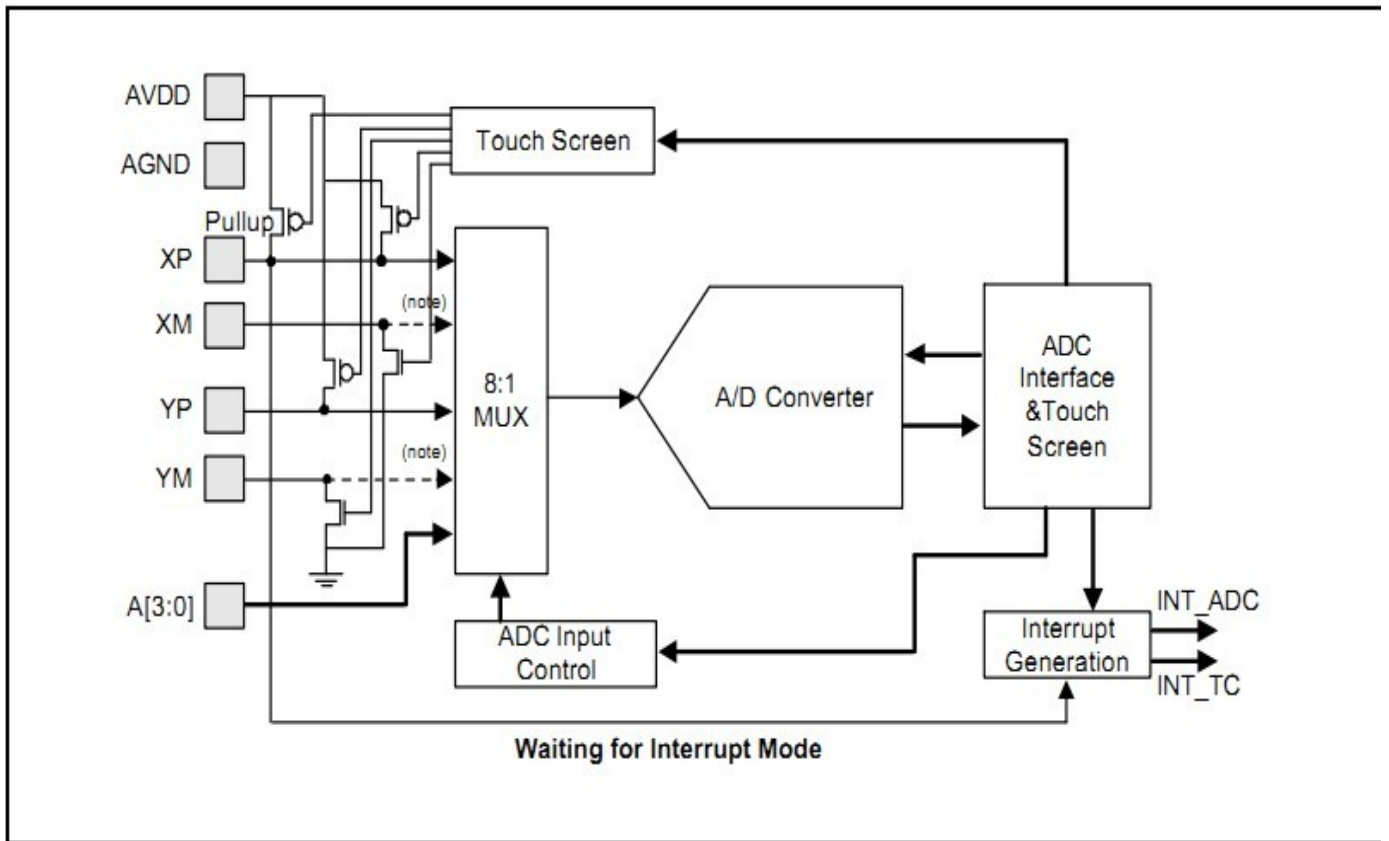 AVDD
AGND
Pullup
XP
XM
YP
YM
A[3:0]
Touch Screen
(note)
(note)
8:1
MUX
A/D Converter
ADC
Interface
&Touch
Screen
ADC Input
Control
Interrupt
Generation
INT_ADC
INT_TC
Waiting for Interrupt Mode